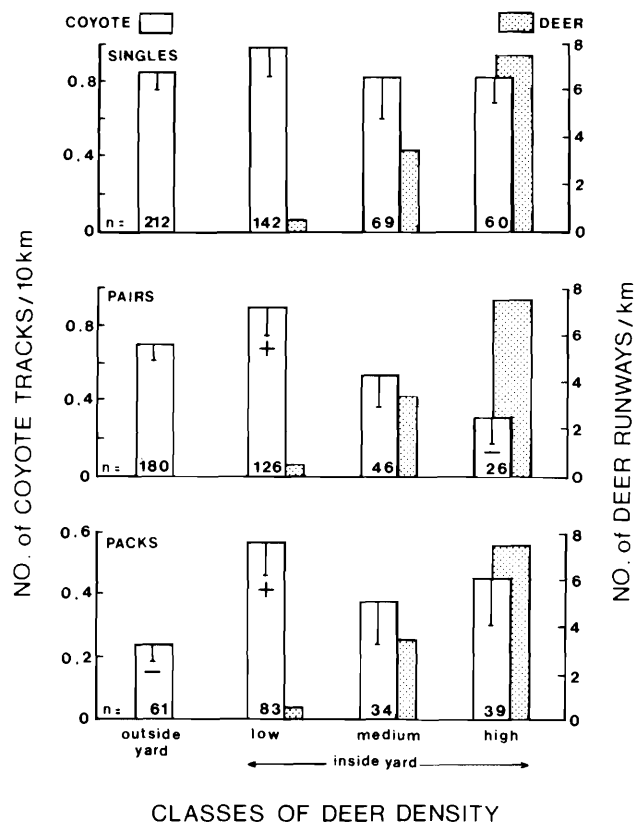 COYOTE DEER
SINGLES
0.8
0.4
0
8
6
4
2
0
n= 212 142 69 60
PAIRS
0.8
0.4
0
8
6
4
2
0
n= 180 126 + 46 26 –
PACKS
0.6
0.4
0.2
0
8
6
4
2
0
n= 61 – 83 + 34 39
outside yard low medium high
inside yard
NO. of COYOTE TRACKS/10km
NO. of DEER RUNWAYS/km
CLASSES OF DEER DENSITY